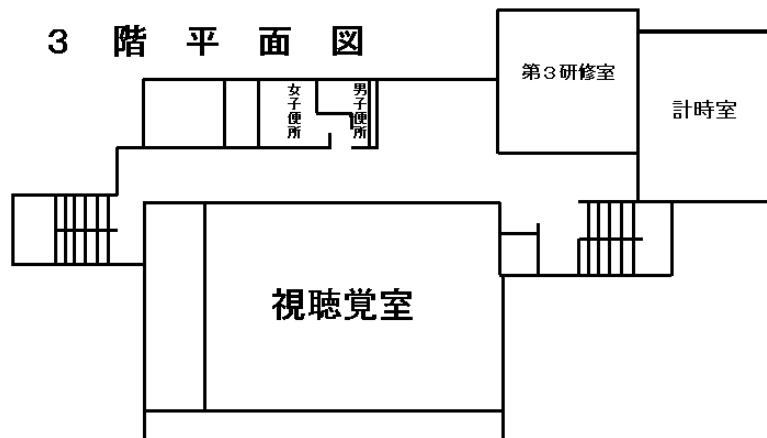 3階平面図
第3研修室
計時室
女子便所
男子便所
視聴覚室